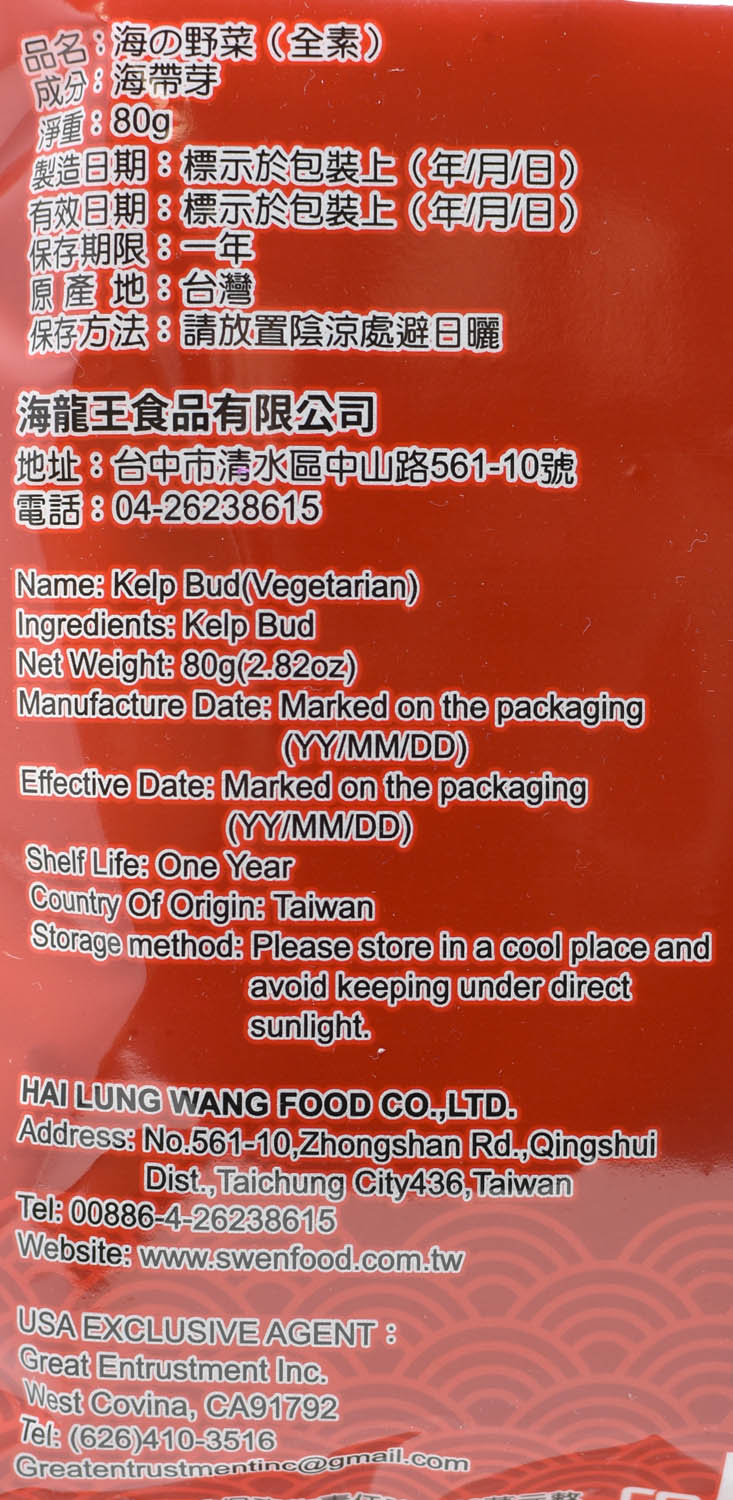 品名：海の野菜（全素）
成分：海帶芽
淨重：80g
製造日期：標示於包裝上（年/月/日）
有效日期：標示於包裝上（年/月/日）
保存期限：一年
原產地：台灣
保存方法：請放置陰涼處避日曬
海龍王食品有限公司
地址：台中市清水區中山路561-10號
電話：04-26238615
Name: Kelp Bud(Vegetarian)
Ingredients: Kelp Bud
Net Weight: 80g(2.82oz)
Manufacture Date: Marked on the packaging
(YY/MM/DD)
Effective Date: Marked on the packaging
(YY/MM/DD)
Shelf Life: One Year
Country Of Origin: Taiwan
Storage method: Please store in a cool place and
avoid keeping under direct
sunlight.
HAI LUNG WANG FOOD CO.,LTD.
Address: No.561-10,Zhongshan Rd.,Qingshui
Dist.,Taichung City436,Taiwan
Tel: 00886-4-26238615
Website: www.swenfood.com.tw
USA EXCLUSIVE AGENT：
Great Entrustment Inc.
West Covina, CA91792
Tel: (626)410-3516
Greatentrustmentinc@gmail.com